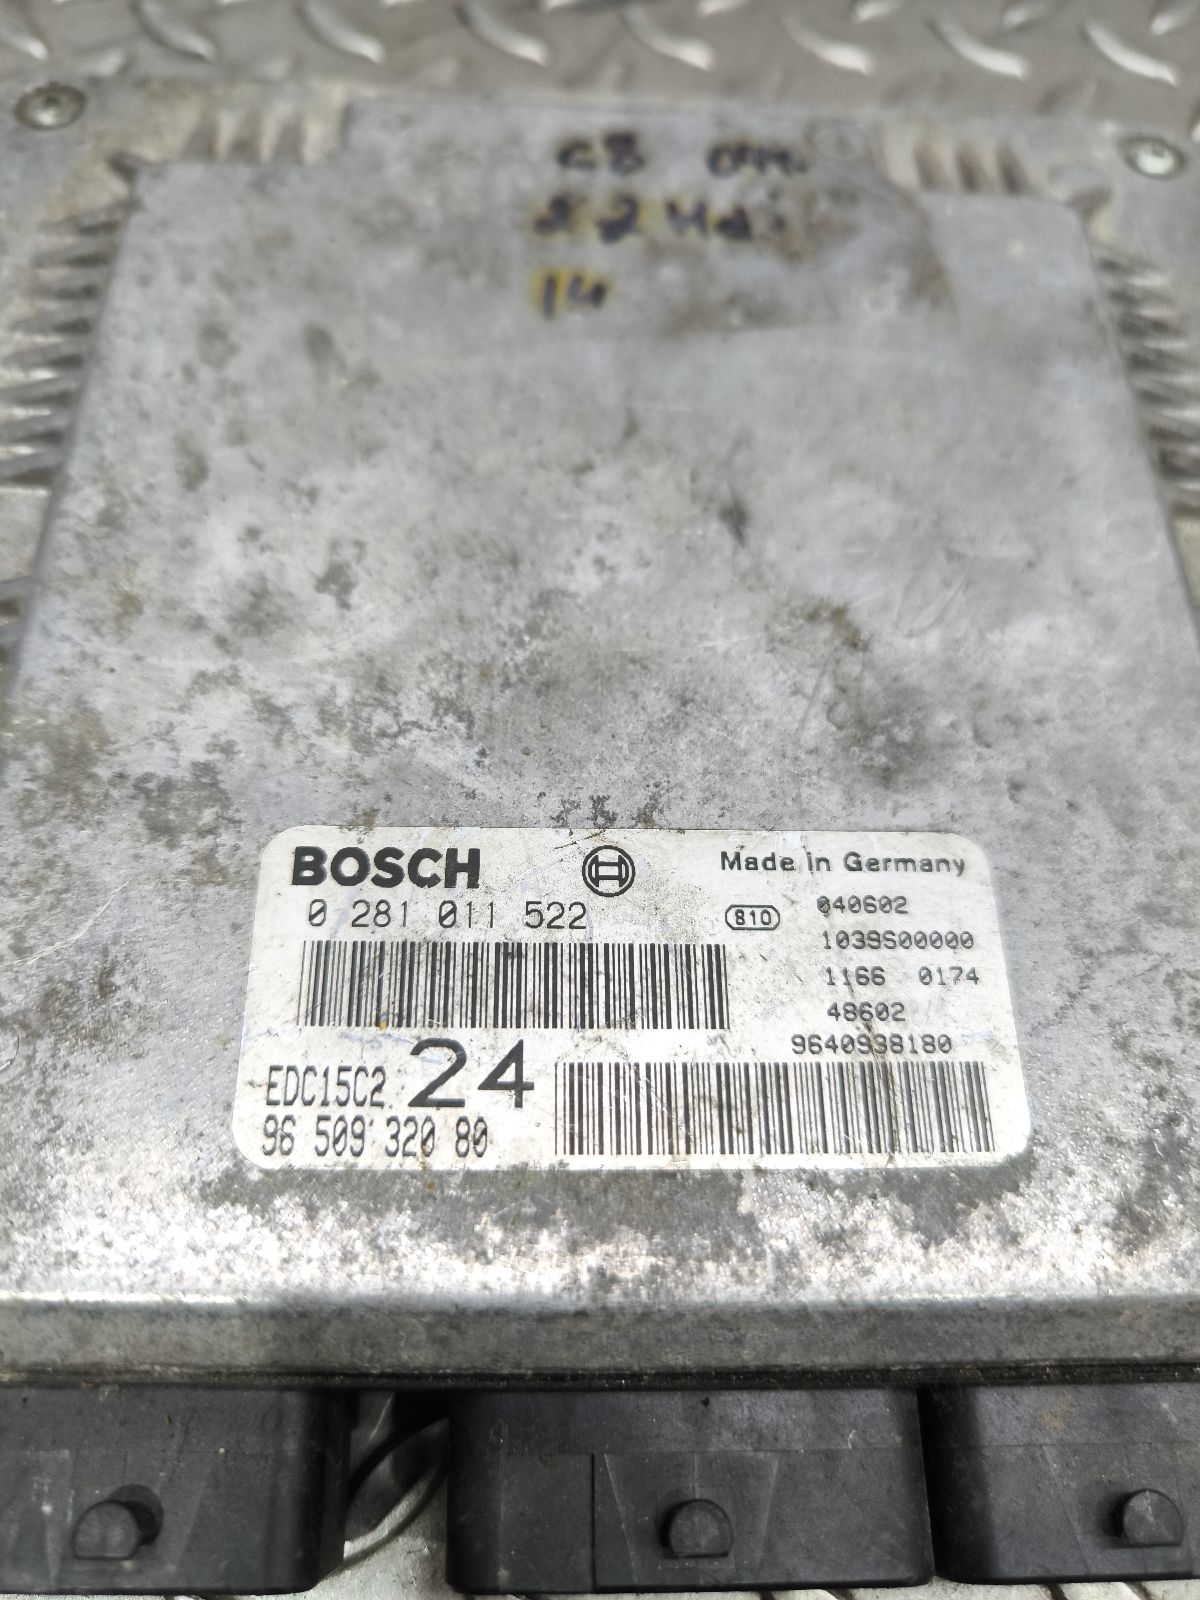 C8
2.2 Hdi
14
BOSCH
Made in Germany
0 281 011 522
810
040602
1039S00000
1166 0174
48602
9640938180
EDC15C2 24
96 509 320 80